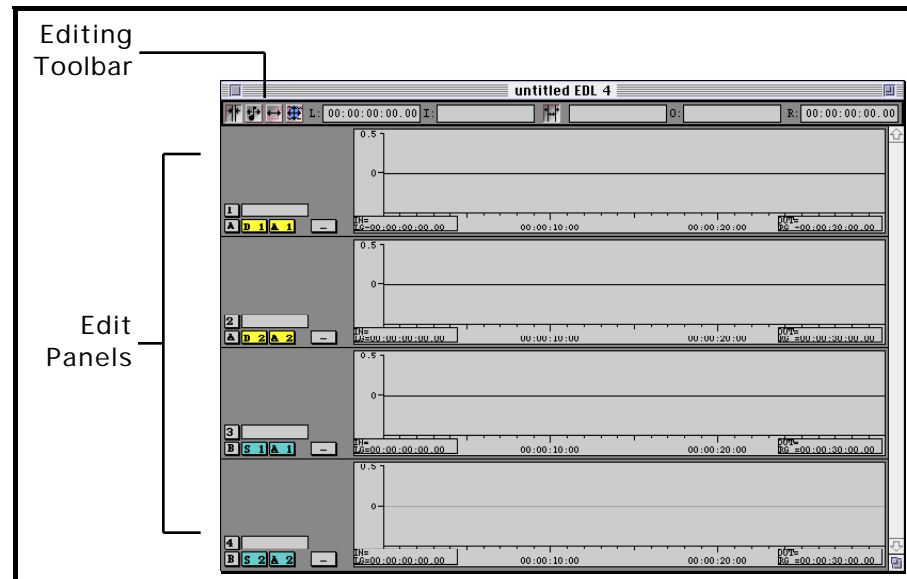 Editing
Toolbar
untitled EDL 4
L: 00:00:00:00.00 I: O: R: 00:00:00:00.00
0.5
0
1
A D 1 A 1 –
IN=
LG=00:00:00:00.00 00:00:10:00 00:00:20:00 OUT=
RG =00:00:30:00.00
0.5
0
2
A D 2 A 2 –
IN=
LG=00:00:00:00.00 00:00:10:00 00:00:20:00 OUT=
RG =00:00:30:00.00
Edit
Panels
0.5
0
3
B S 1 A 1 –
IN=
LG=00:00:00:00.00 00:00:10:00 00:00:20:00 OUT=
RG =00:00:30:00.00
0.5
0
4
B S 2 A 2 –
IN=
LG=00:00:00:00.00 00:00:10:00 00:00:20:00 OUT=
RG =00:00:30:00.00